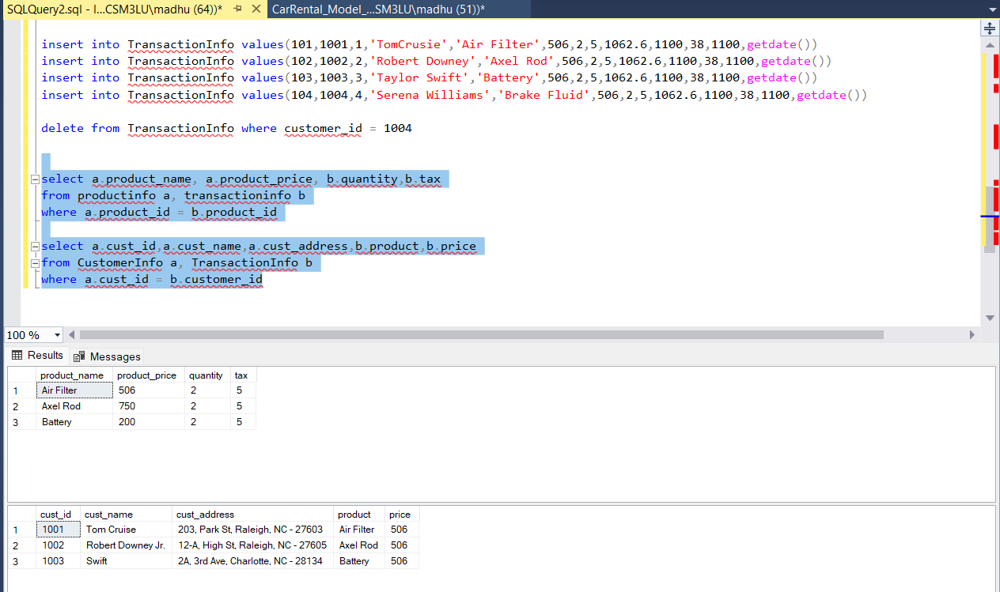 SQLQuery2.sql - l...CSM3LU\madhu (64))* CarRental_Model_...SM3LU\madhu (51))*
insert into TransactionInfo values(101,1001,1,'TomCrusie','Air Filter',506,2,5,1062.6,1100,38,1100,getdate())
insert into TransactionInfo values(102,1002,2,'Robert Downey','Axel Rod',506,2,5,1062.6,1100,38,1100,getdate())
insert into TransactionInfo values(103,1003,3,'Taylor Swift','Battery',506,2,5,1062.6,1100,38,1100,getdate())
insert into TransactionInfo values(104,1004,4,'Serena Williams','Brake Fluid',506,2,5,1062.6,1100,38,1100,getdate())
delete from TransactionInfo where customer_id = 1004
select a.product_name, a.product_price, b.quantity,b.tax
from productinfo a, transactioninfo b
where a.product_id = b.product_id
select a.cust_id,a.cust_name,a.cust_address,b.product,b.price
from CustomerInfo a, TransactionInfo b
where a.cust_id = b.customer_id
100 %
Results Messages
product_name product_price quantity tax
1 Air Filter 506 2 5
2 Axel Rod 750 2 5
3 Battery 200 2 5
cust_id cust_name cust_address product price
1 1001 Tom Cruise 203, Park St, Raleigh, NC - 27603 Air Filter 506
2 1002 Robert Downey Jr. 12-A, High St, Raleigh, NC - 27605 Axel Rod 506
3 1003 Swift 2A, 3rd Ave, Charlotte, NC - 28134 Battery 506